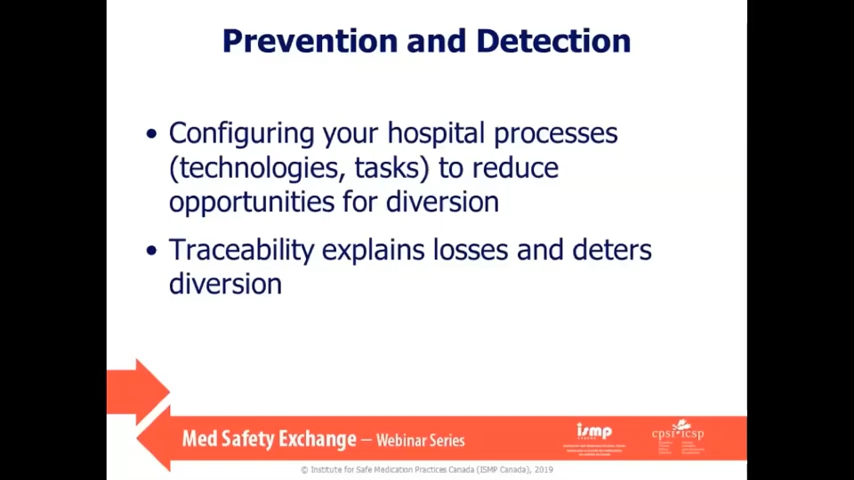 Prevention and Detection
• Configuring your hospital processes
(technologies, tasks) to reduce
opportunities for diversion
• Traceability explains losses and deters
diversion
Med Safety Exchange – Webinar Series
ismp
CANADA
cpsi icsp
© Institute for Safe Medication Practices Canada (ISMP Canada), 2019